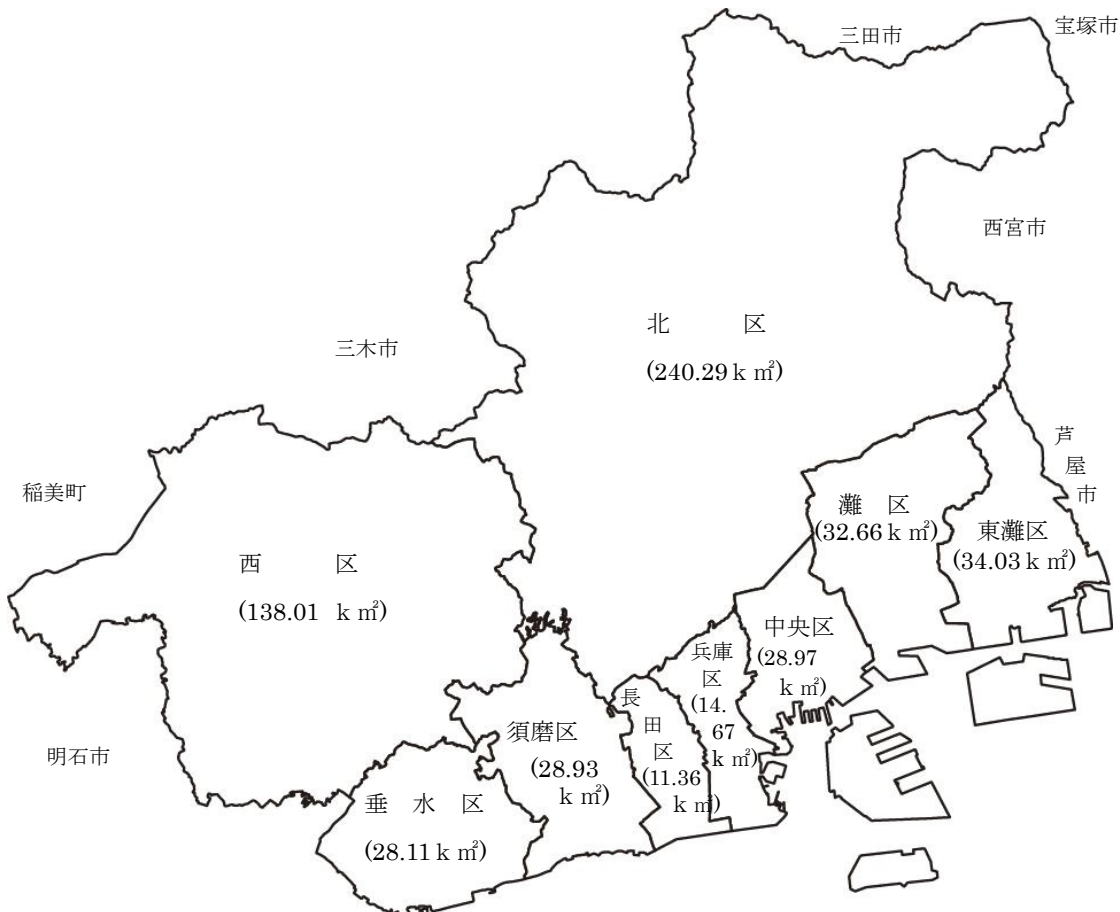 宝塚市
三田市
西宮市
北区
(240.29ｋ㎡)
三木市
芦屋市
稲美町
灘区
(32.66ｋ㎡)
東灘区
(34.03ｋ㎡)
西区
(138.01 ｋ㎡)
中央区
(28.97
ｋ㎡)
兵庫
区
(14.
67
ｋ㎡)
長田区
(11.36
ｋ㎡)
須磨区
(28.93
ｋ㎡)
明石市
垂水区
(28.11ｋ㎡)